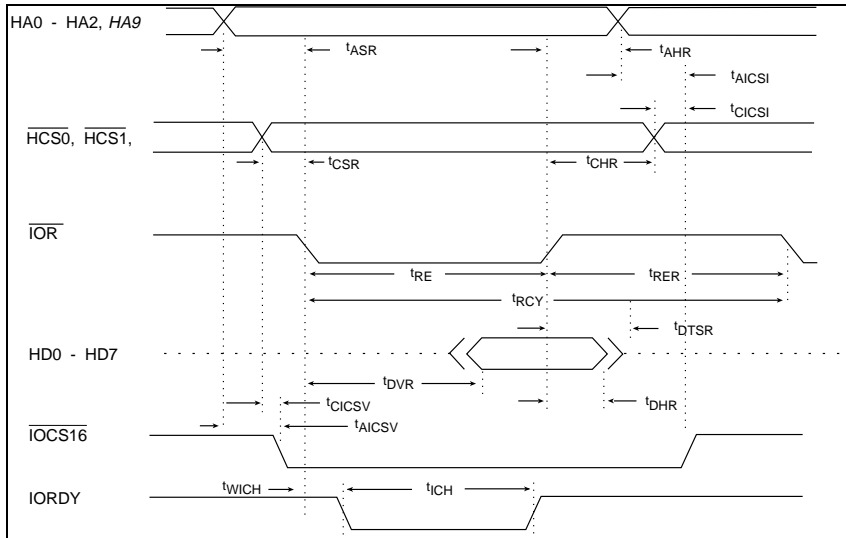 HA0 - HA2, HA9
tASR
tAHR
tAICSI
tCICSI
HCS0, HCS1,
tCSR
tCHR
IOR
tRE
tRER
tRCY
tDTSR
HD0 - HD7
tDVR
tDHR
tCICSV
tAICSV
IOCS16
tWICH
tICH
IORDY